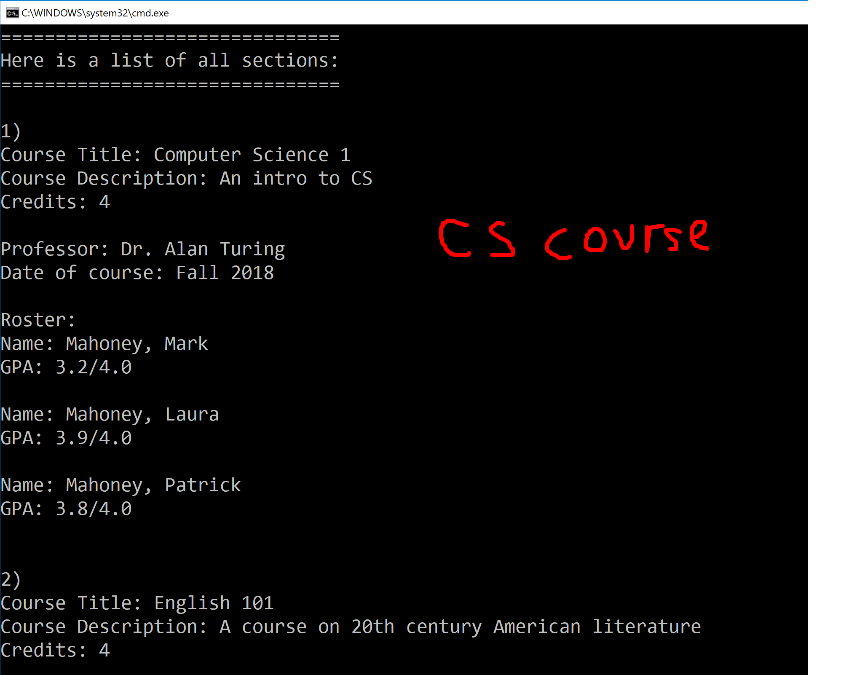 C:\WINDOWS\system32\cmd.exe
===============================
Here is a list of all sections:
===============================
1)
Course Title: Computer Science 1
Course Description: An intro to CS
Credits: 4
CS course
Professor: Dr. Alan Turing
Date of course: Fall 2018
Roster:
Name: Mahoney, Mark
GPA: 3.2/4.0
Name: Mahoney, Laura
GPA: 3.9/4.0
Name: Mahoney, Patrick
GPA: 3.8/4.0
2)
Course Title: English 101
Course Description: A course on 20th century American literature
Credits: 4